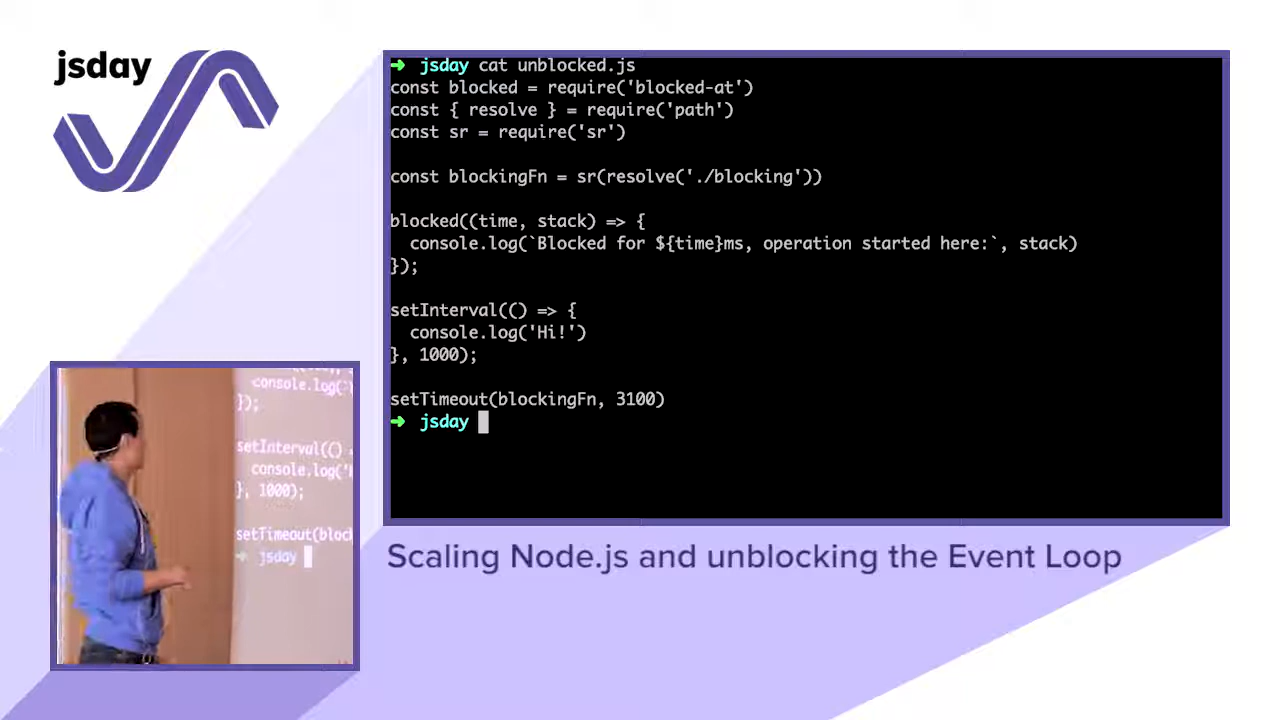 jsday
➜ jsday cat unblocked.js
const blocked = require('blocked-at')
const { resolve } = require('path')
const sr = require('sr')
const blockingFn = sr(resolve('./blocking'))
blocked((time, stack) => {
  console.log(`Blocked for ${time}ms, operation started here:`, stack)
});
setInterval(() => {
  console.log('Hi!')
}, 1000);
setTimeout(blockingFn, 3100)
➜ jsday
console.log(
});
setInterval(()
console.log('
}, 1000);
setTimeout(bloc
➜ jsday
Scaling Node.js and unblocking the Event Loop